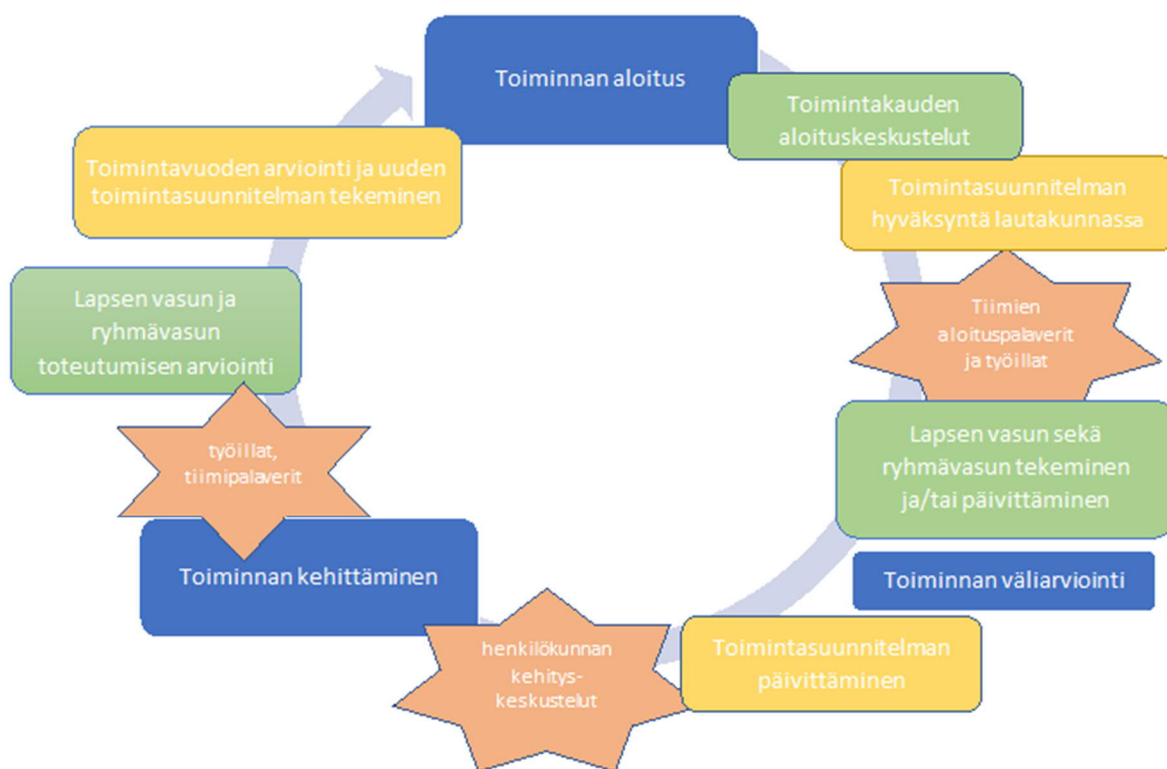 Toiminnan aloitus
Toimintakauden
aloituskeskustelut
Toimintasuunnitelman
hyväksyntä lautakunnassa
Tiimien
aloituspalaverit
ja työillat
Lapsen vasun sekä
ryhmävasun tekeminen
ja/tai päivittäminen
Toiminnan väliarviointi
Toimintasuunnitelman
päivittäminen
henkilökunnan
kehitys-
keskustelut
Toiminnan kehittäminen
työillat,
tiimipalaverit
Lapsen vasun ja
ryhmävasun
toteutumisen arviointi
Toimintavuoden arviointi ja uuden
toimintasuunnitelman tekeminen